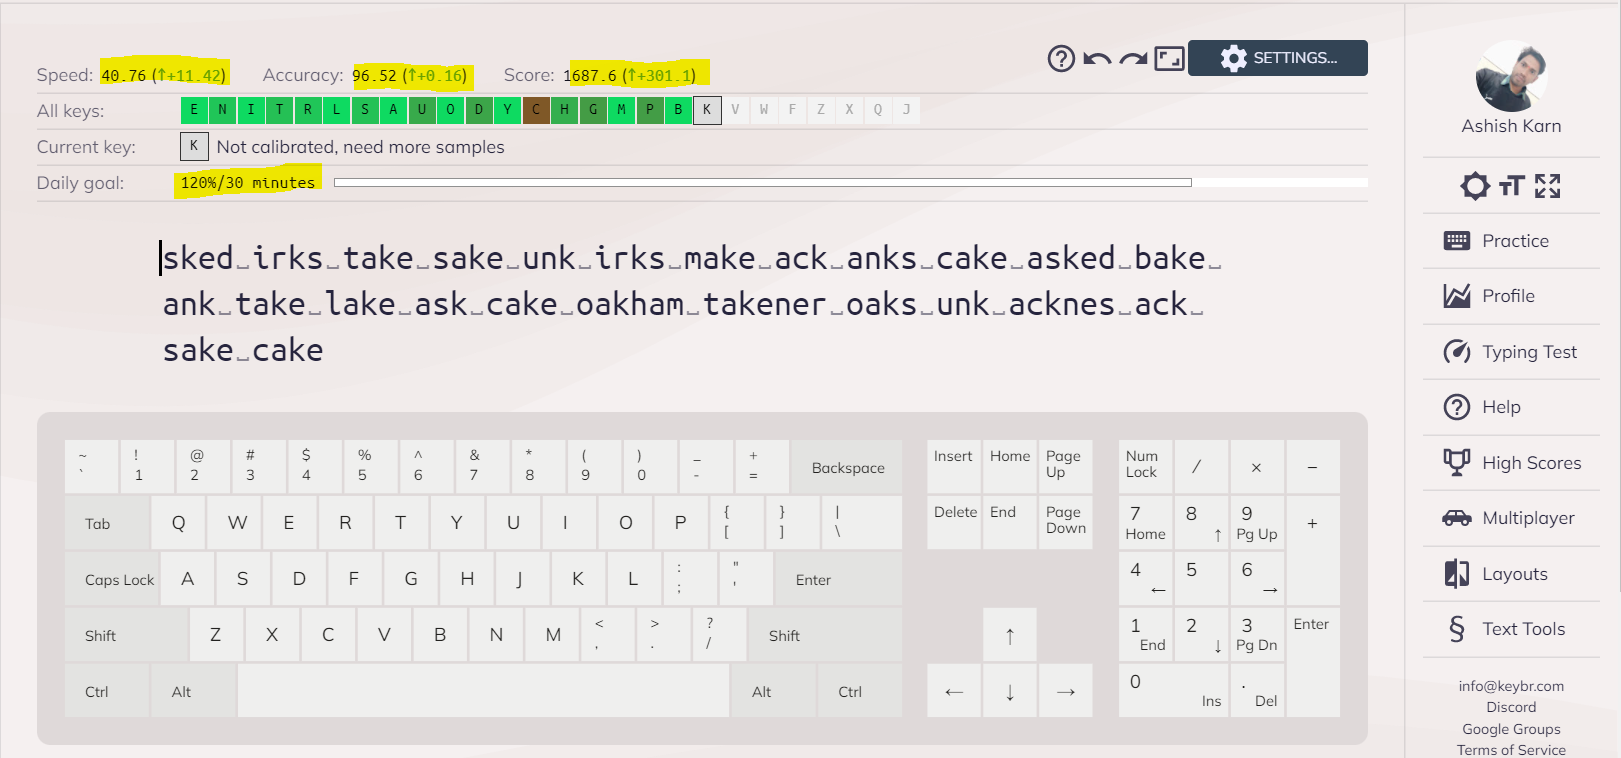 Speed: 40.76 (↑+11.42) Accuracy: 96.52 (↑+0.16) Score: 1687.6 (↑+301.1)
SETTINGS...
All keys: E N I T R L S A U O D Y C H G M P B K V W F Z X Q J
Current key: K Not calibrated, need more samples
Daily goal: 120%/30 minutes
sked␣irks␣take␣sake␣unk␣irks␣make␣ack␣anks␣cake␣asked␣bake␣
ank␣take␣lake␣ask␣cake␣oakham␣takener␣oaks␣unk␣acknes␣ack␣
sake␣cake
~ ! @ # $ % ^ & * ( ) _ +
` 1 2 3 4 5 6 7 8 9 0 - = Backspace
Tab Q W E R T Y U I O P { } |
[ ] \
Caps Lock A S D F G H J K L : "
; ' Enter
Shift Z X C V B N M < > ?
, . / Shift
Ctrl Alt Alt Ctrl
Insert Home Page Up
Delete End Page Down
↑
← ↓ →
Num Lock / × −
7 Home 8 ↑ 9 Pg Up +
4 ← 5 6 →
1 End 2 ↓ 3 Pg Dn Enter
0 Ins . Del
Ashish Karn
TT
Practice
Profile
Typing Test
Help
High Scores
Multiplayer
Layouts
§ Text Tools
info@keybr.com
Discord
Google Groups
Terms of Service